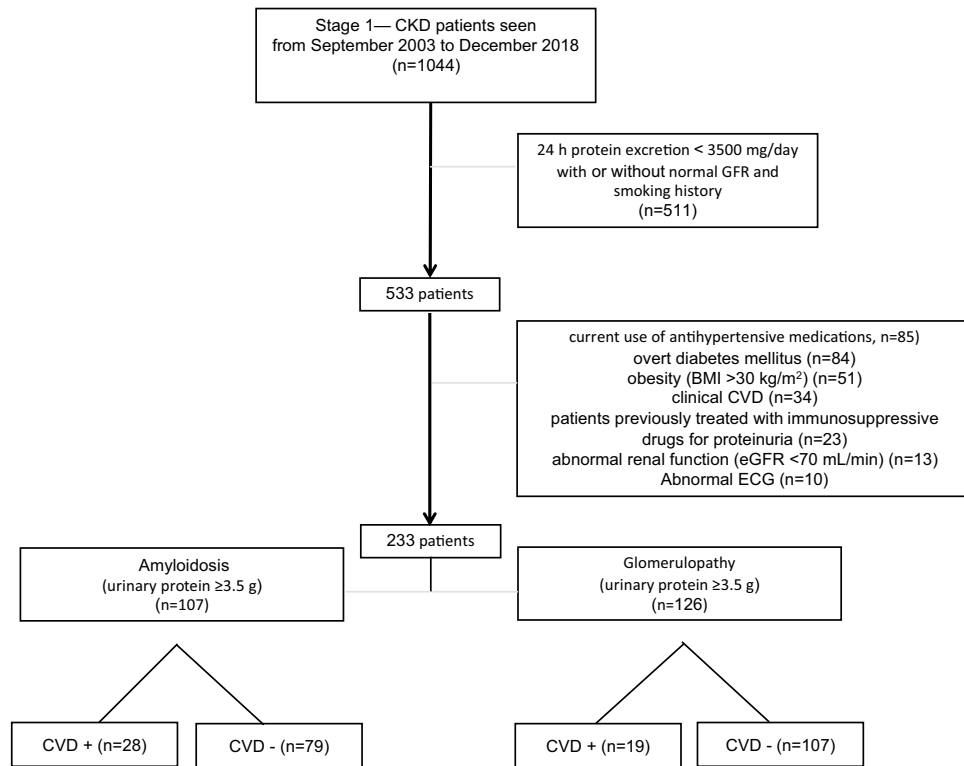 Stage 1— CKD patients seen
from September 2003 to December 2018
(n=1044)
24 h protein excretion < 3500 mg/day
with or without normal GFR and
smoking history
(n=511)
533 patients
current use of antihypertensive medications, n=85)
overt diabetes mellitus (n=84)
obesity (BMI >30 kg/m²) (n=51)
clinical CVD (n=34)
patients previously treated with immunosuppressive
drugs for proteinuria (n=23)
abnormal renal function (eGFR <70 mL/min) (n=13)
Abnormal ECG (n=10)
233 patients
Amyloidosis
(urinary protein ≥3.5 g)
(n=107)
Glomerulopathy
(urinary protein ≥3.5 g)
n=126)
CVD + (n=28)
CVD - (n=79)
CVD + (n=19)
CVD - (n=107)